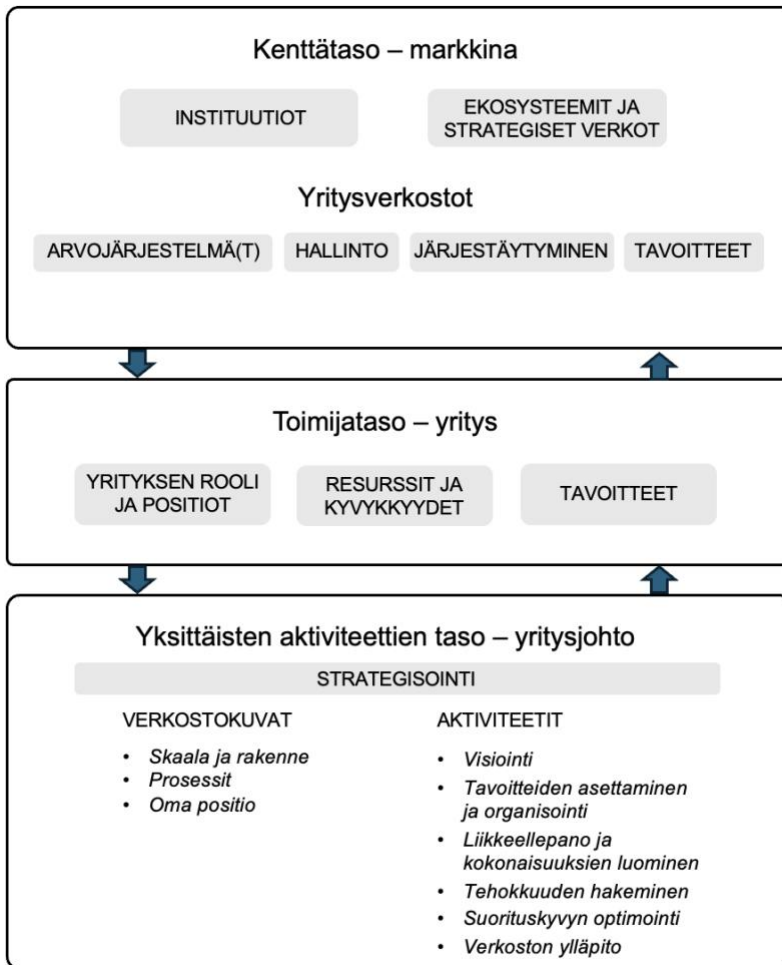 Kenttätaso – markkina
INSTITUUTIOT
EKOSYSTEEMIT JA
STRATEGISET VERKOT
Yritysverkostot
ARVOJÄRJESTELMÄ(T)
HALLINTO
JÄRJESTÄYTYMINEN
TAVOITTEET
Toimijataso – yritys
YRITYKSEN ROOLI
JA POSITIOT
RESURSSIT JA
KYVYKKYYDET
TAVOITTEET
Yksittäisten aktiviteettien taso – yritysjohto
STRATEGISOINTI
VERKOSTOKUVAT
• Skaala ja rakenne
• Prosessit
• Oma positio
AKTIVITEETIT
• Visiointi
• Tavoitteiden asettaminen
ja organisointi
• Liikkeellepano ja
kokonaisuuksien luominen
• Tehokkuuden hakeminen
• Suorituskyvyn optimointi
• Verkoston ylläpito